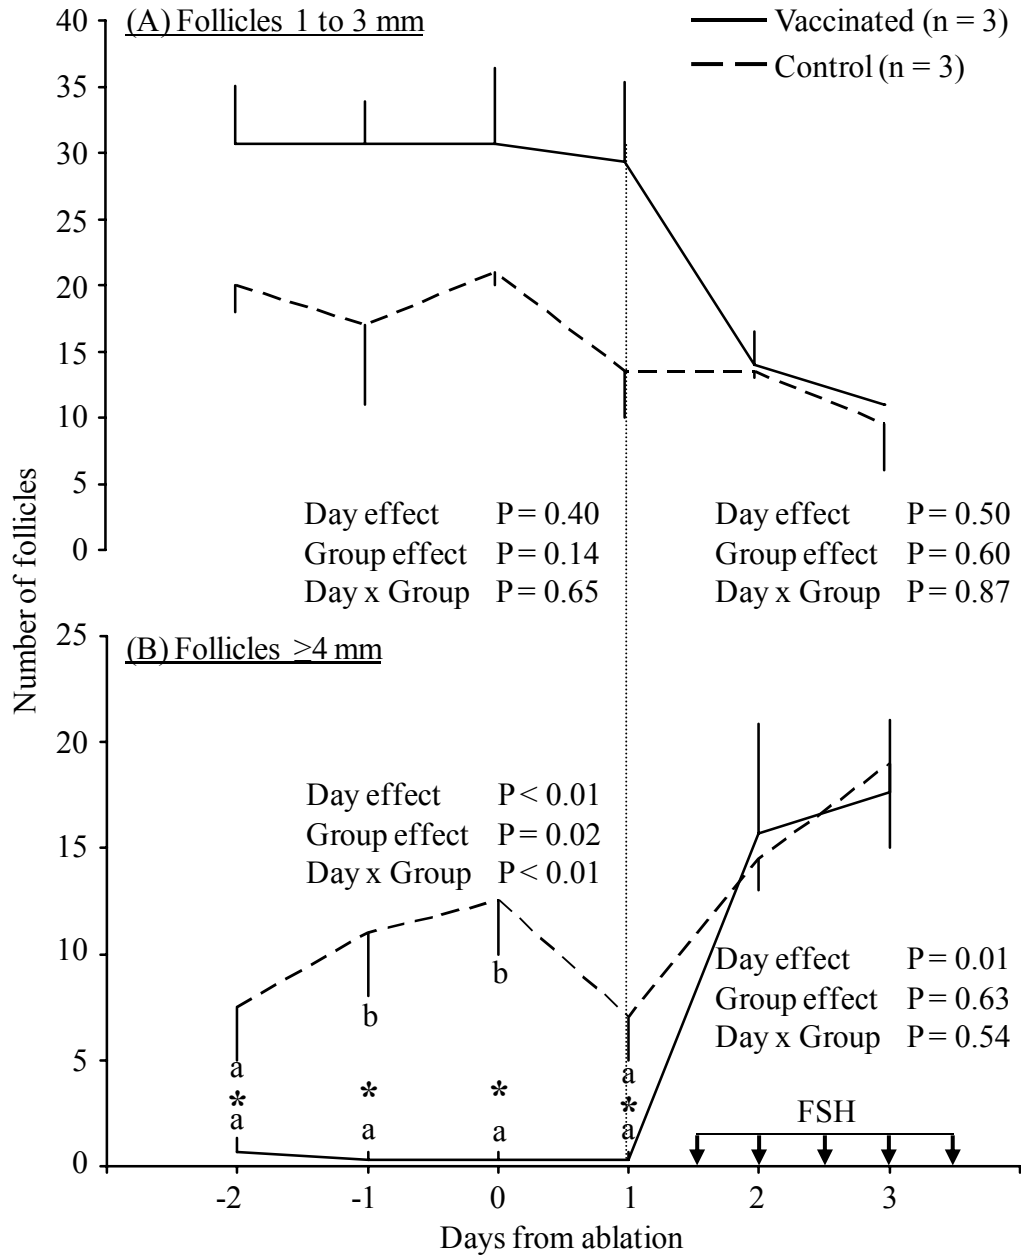 (A) Follicles 1 to 3 mm
Vaccinated (n = 3)
Control (n = 3)
40
35
30
25
20
15
10
5
0
Day effect P = 0.40
Group effect P = 0.14
Day x Group P = 0.65
Day effect P = 0.50
Group effect P = 0.60
Day x Group P = 0.87
Number of follicles
(B) Follicles ≥4 mm
25
20
15
10
5
0
Day effect P < 0.01
Group effect P = 0.02
Day x Group P < 0.01
Day effect P = 0.01
Group effect P = 0.63
Day x Group P = 0.54
b
b
a
a
* * * *
a a a a
FSH
-2 -1 0 1 2 3
Days from ablation